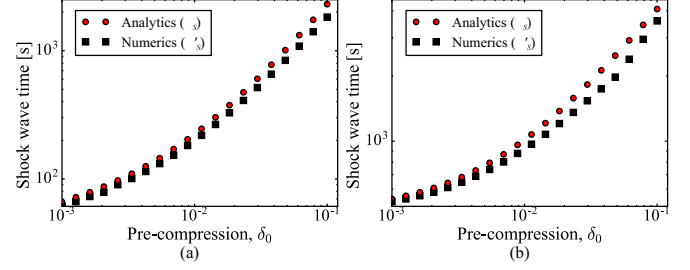 Analytics ( s)
Numerics ( ′s)
Shock wave time [s]
10³
10²
10⁻³
10⁻²
10⁻¹
Pre-compression, δ₀
(a)
Analytics ( s)
Numerics ( ′s)
Shock wave time [s]
10³
10⁻³
10⁻²
10⁻¹
Pre-compression, δ₀
(b)